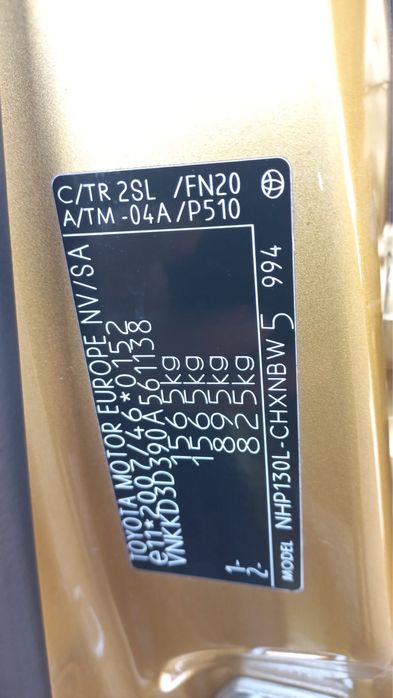 C/TR 2SL /FN20
A/TM -04A /P510
TOYOTA MOTOR EUROPE NV/SA
e11*2007/46*0152
VNKKD3D390A561138
1565kg
1565kg
1- 895kg
2- 825kg
MODEL NHP130L-CHXNBW 5 994